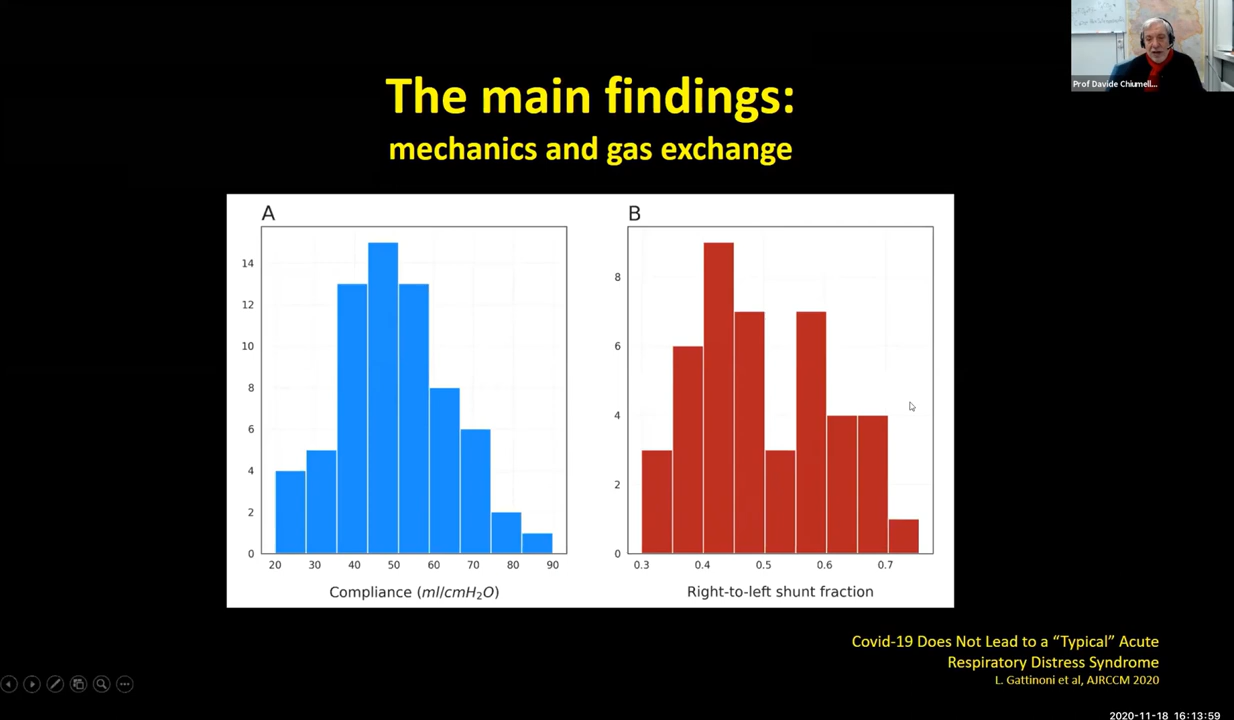 Prof Davide Chiumell...
The main findings:
mechanics and gas exchange
A
14
12
10
8
6
4
2
0
20 30 40 50 60 70 80 90
Compliance (ml/cmH₂O)
B
8
6
4
2
0
0.3 0.4 0.5 0.6 0.7
Right-to-left shunt fraction
Covid-19 Does Not Lead to a “Typical” Acute
Respiratory Distress Syndrome
L. Gattinoni et al, AJRCCM 2020
2020-11-18 16:13:59